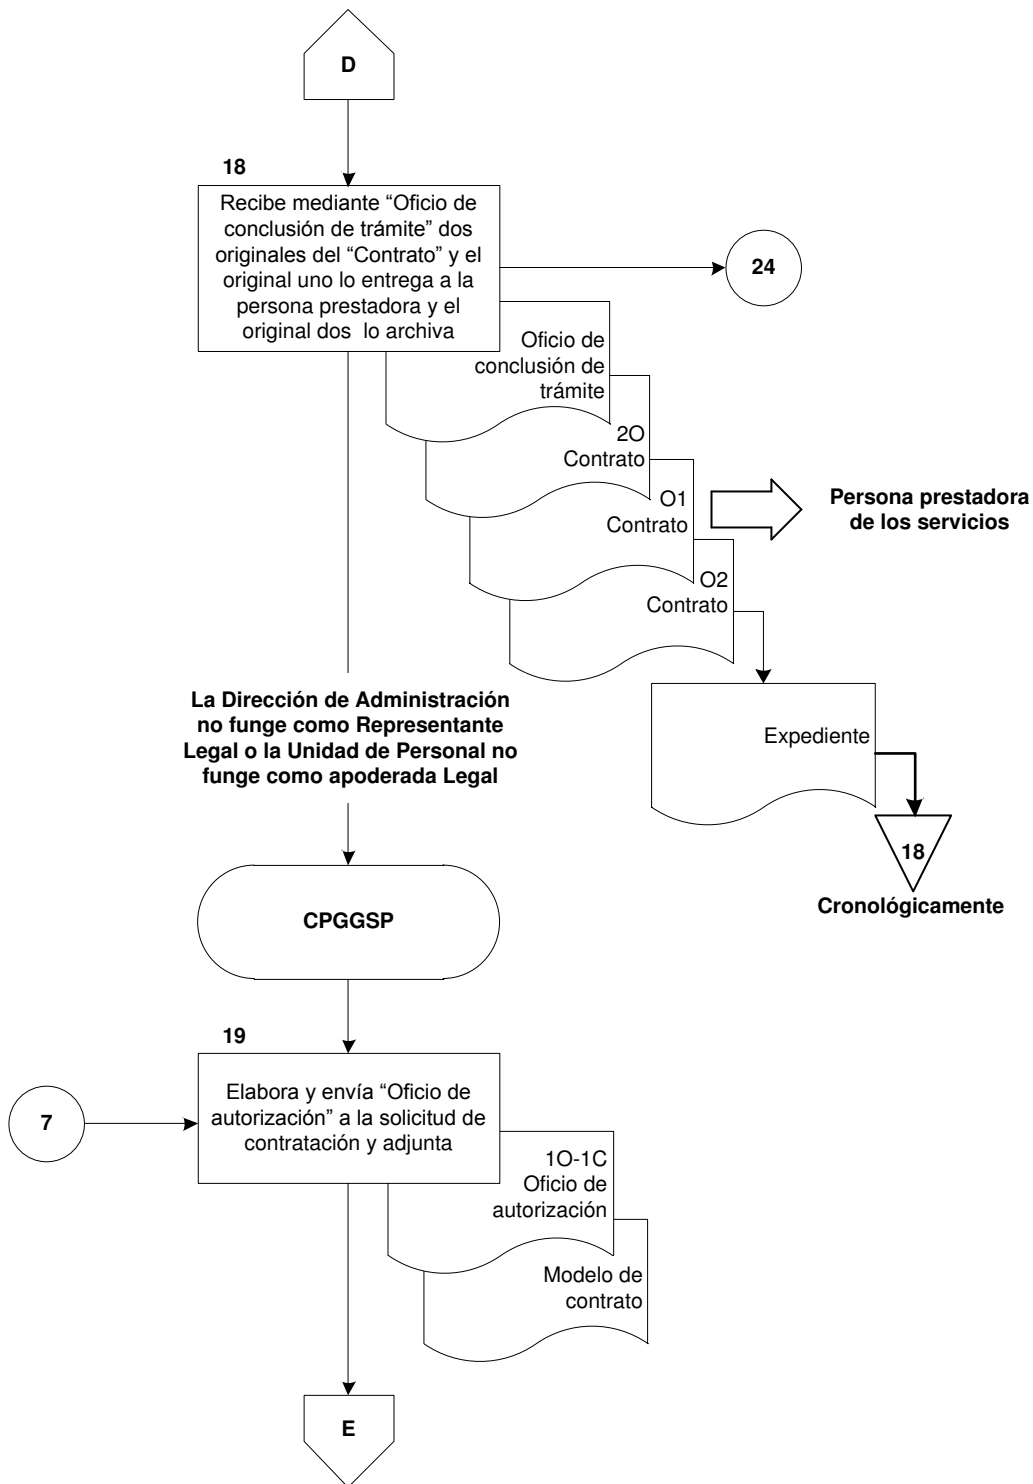 D
18
Recibe mediante “Oficio de
conclusión de trámite” dos
originales del “Contrato” y el
original uno lo entrega a la
persona prestadora y el
original dos lo archiva
24
Oficio de
conclusión de
trámite
2O
Contrato
O1
Contrato
Persona prestadora
de los servicios
O2
Contrato
Expediente
18
Cronológicamente
La Dirección de Administración
no funge como Representante
Legal o la Unidad de Personal no
funge como apoderada Legal
CPGGSP
19
7
Elabora y envía “Oficio de
autorización” a la solicitud de
contratación y adjunta
1O-1C
Oficio de
autorización
Modelo de
contrato
E